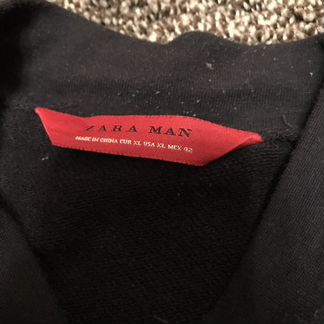 ZARA MAN
MADE IN CHINA EUR XL USA XL MEX 42